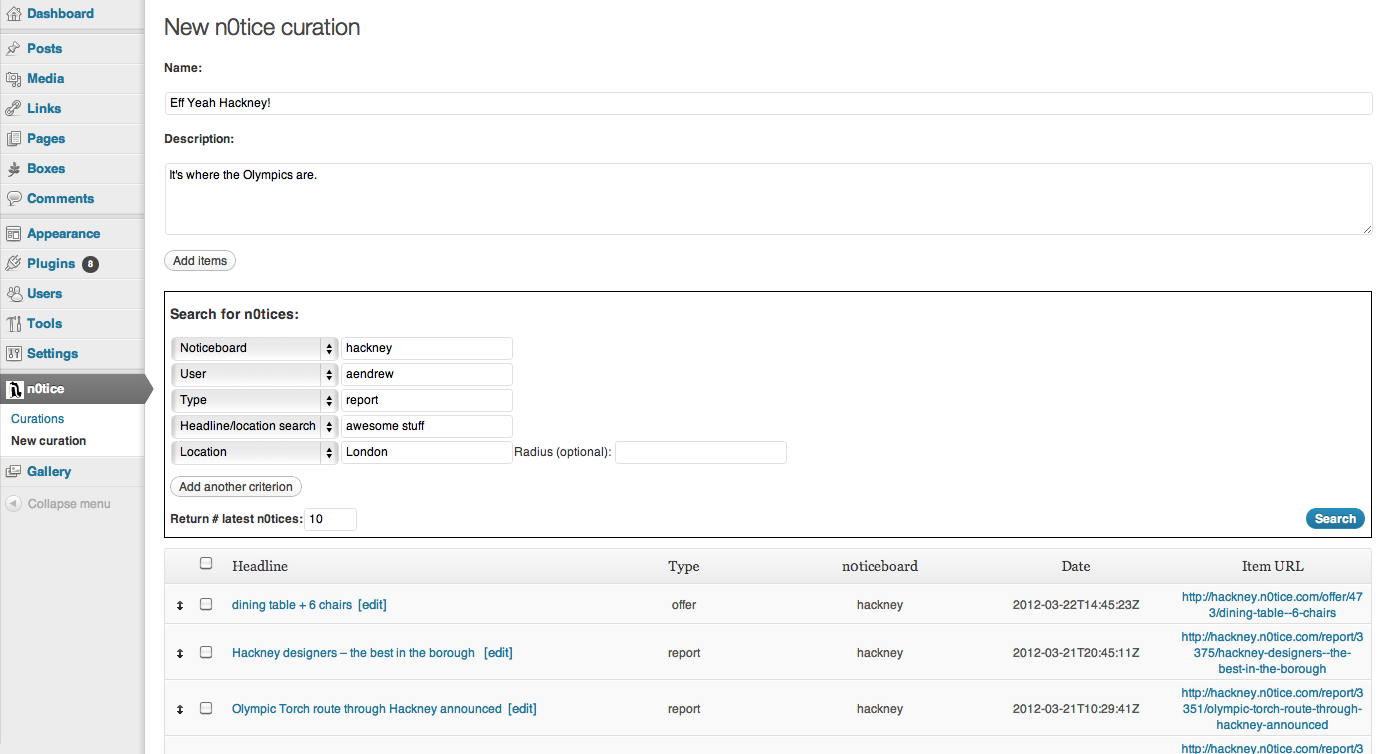 Dashboard
Posts
Media
Links
Pages
Boxes
Comments
Appearance
Plugins 8
Users
Tools
Settings
n0tice
Curations
New curation
Gallery
Collapse menu
New n0tice curation
Name:
Eff Yeah Hackney!
Description:
It's where the Olympics are.
Add items
Search for n0tices:
Noticeboard hackney
User aendrew
Type report
Headline/location search awesome stuff
Location London Radius (optional):
Add another criterion
Return # latest n0tices: 10 Search
Headline Type n0ticeboard Date Item URL
dining table + 6 chairs [edit] offer hackney 2012-03-22T14:45:23Z http://hackney.n0tice.com/offer/47
3/dining-table--6-chairs
Hackney designers – the best in the borough [edit] report hackney 2012-03-21T20:45:11Z http://hackney.n0tice.com/report/3
375/hackney-designers--the-
best-in-the-borough
Olympic Torch route through Hackney announced [edit] report hackney 2012-03-21T10:29:41Z http://hackney.n0tice.com/report/3
351/olympic-torch-route-through-
hackney-announced
http://hackney.n0tice.com/report/3